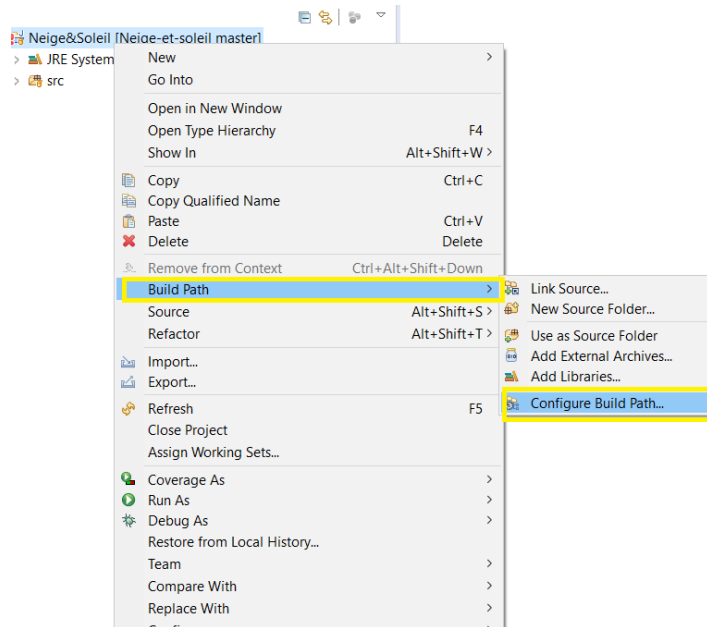 Neige&Soleil [Neige-et-soleil master]
JRE System
src
New
Go Into
Open in New Window
Open Type Hierarchy F4
Show In Alt+Shift+W >
Copy Ctrl+C
Copy Qualified Name
Paste Ctrl+V
Delete Delete
Remove from Context Ctrl+Alt+Shift+Down
Build Path
Source Alt+Shift+S >
Refactor Alt+Shift+T >
Import...
Export...
Refresh F5
Close Project
Assign Working Sets...
Coverage As
Run As
Debug As
Restore from Local History...
Team
Compare With
Replace With
Link Source...
New Source Folder...
Use as Source Folder
Add External Archives...
Add Libraries...
Configure Build Path...